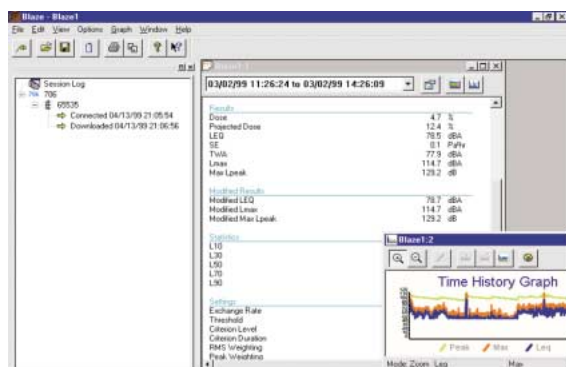 Blaze - Blaze1
File Edit View Options Graph Window Help
Session Log
706
65535
Connected 04/13/99 21:05:54
Downloaded 04/13/99 21:06:56
03/02/99 11:26:24 to 03/02/99 14:26:09
Results
Dose 4.7 %
Projected Dose 12.4 %
LEQ 78.5 dBA
SE 0.1 Pa²hr
TWA 77.9 dBA
Lmax 114.7 dBA
Max Lpeak 129.2 dB
Modified Results
Modified LEQ 78.7 dBA
Modified Lmax 114.7 dBA
Modified Max Lpeak 129.2 dB
Statistics
L10
L30
L50
L70
L90
Settings
Exchange Rate
Threshold
Criterion Level
Criterion Duration
RMS Weighting
Peak Weighting
Blaze1:2
Time History Graph
Peak Max Leq
Mode: Zoom Leq Max